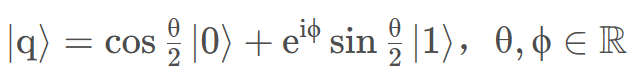 |q⟩ = cos θ/2 |0⟩ + e^{iϕ} sin θ/2 |1⟩，θ,ϕ ∈ ℝ